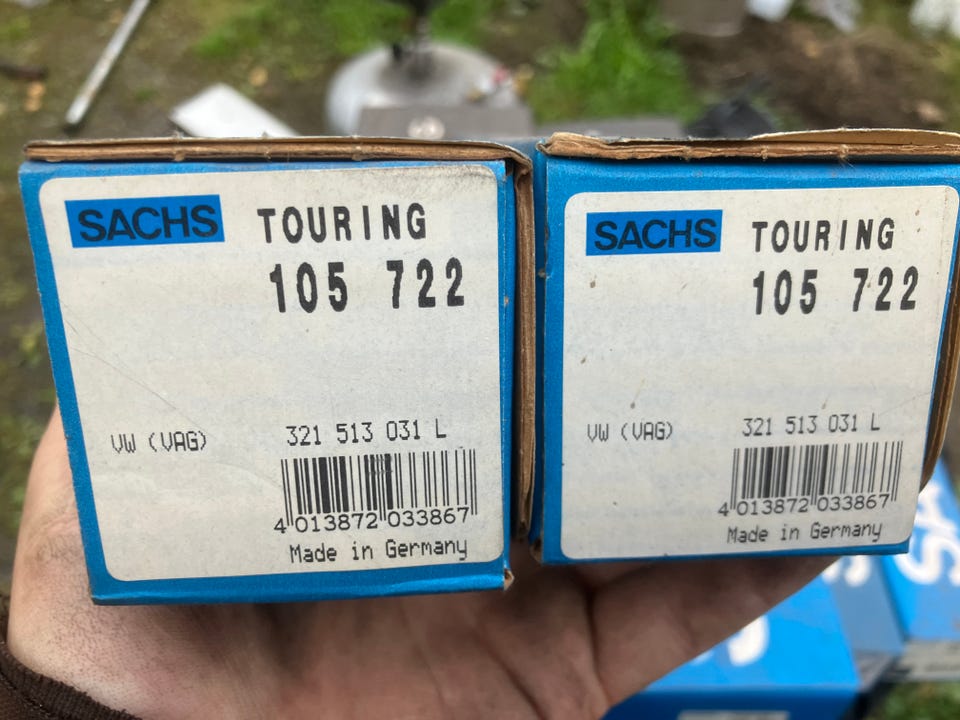 SACHS TOURING
105 722
VW (VAG) 321 513 031 L
4 013872 033867
Made in Germany
SACHS TOURING
105 722
VW (VAG) 321 513 031 L
4 013872 033867
Made in Germany